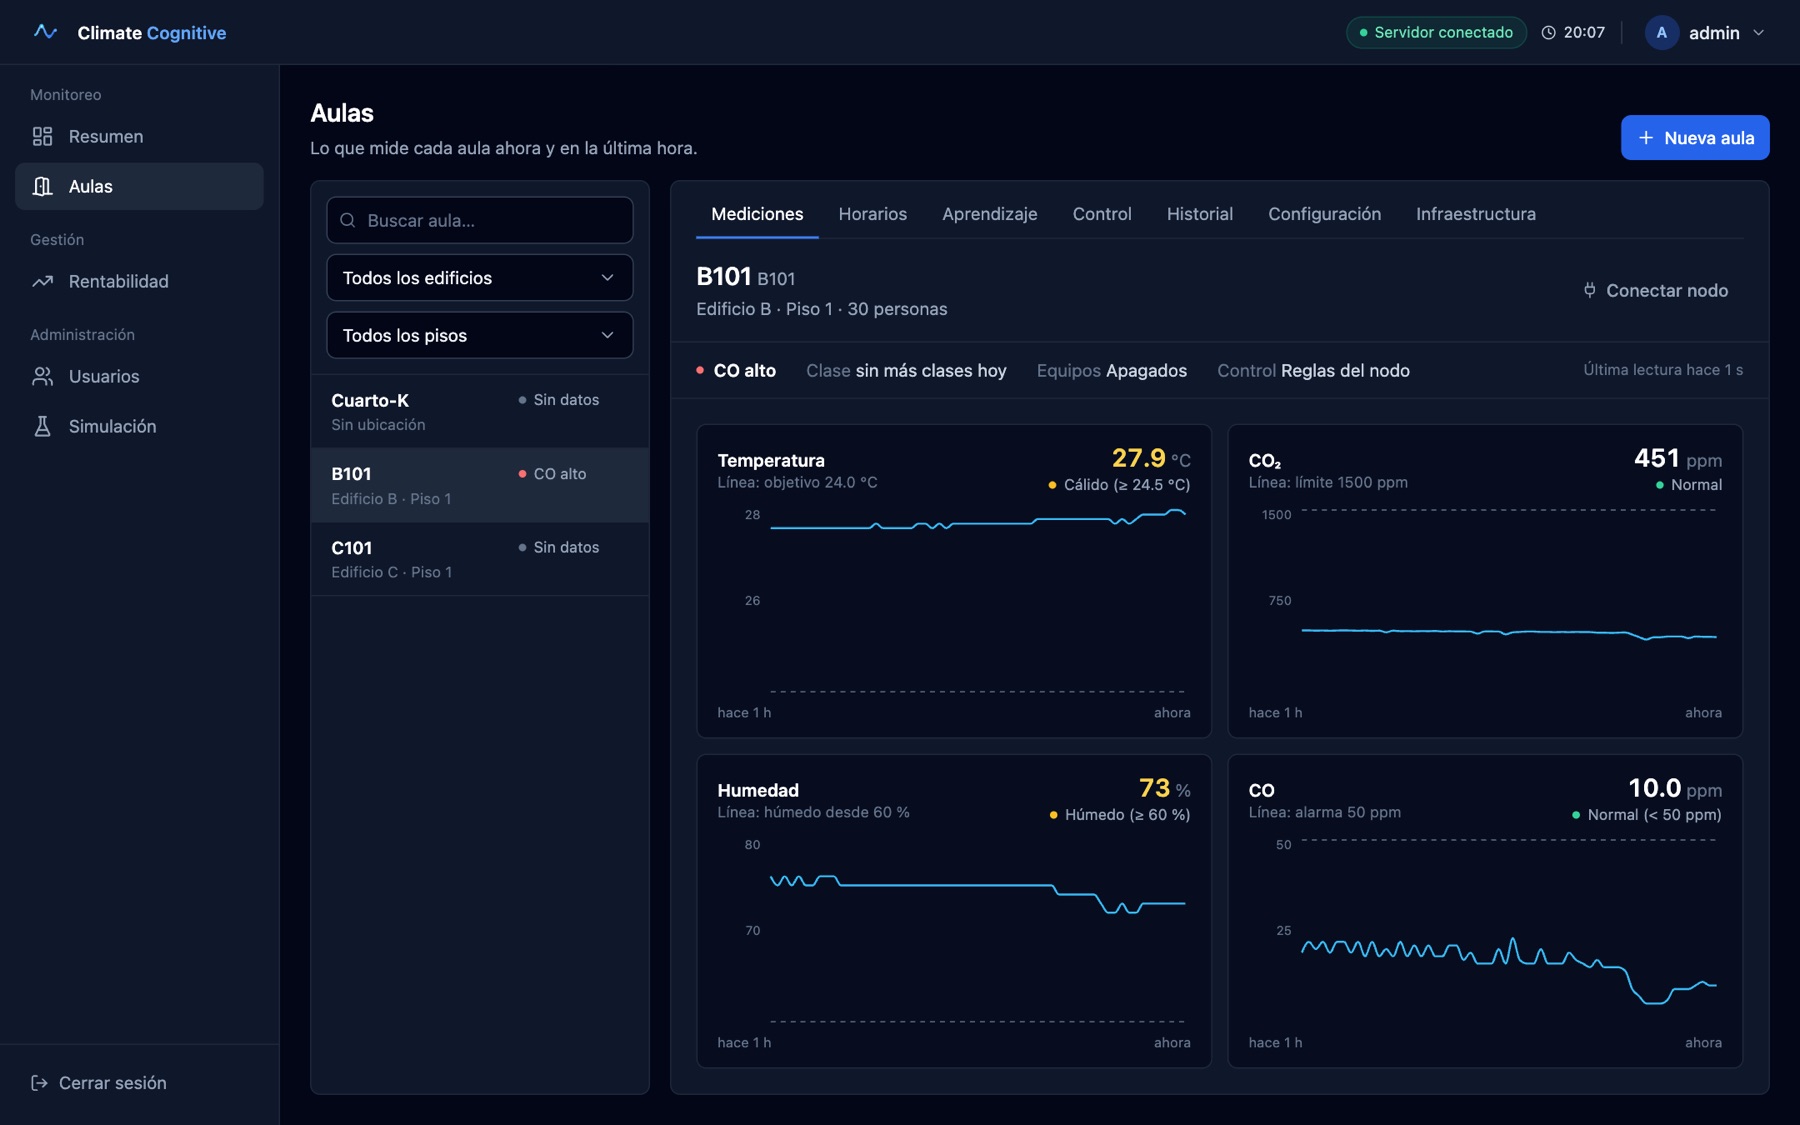 Climate Cognitive
Servidor conectado
20:07
A
admin
Monitoreo
Resumen
Aulas
Gestión
Rentabilidad
Administración
Usuarios
Simulación
Cerrar sesión
Aulas
Lo que mide cada aula ahora y en la última hora.
Nueva aula
Buscar aula...
Todos los edificios
Todos los pisos
Cuarto-K
Sin datos
Sin ubicación
B101
CO alto
Edificio B · Piso 1
C101
Sin datos
Edificio C · Piso 1
Mediciones Horarios Aprendizaje Control Historial Configuración Infraestructura
B101 B101
Edificio B · Piso 1 · 30 personas
Conectar nodo
CO alto Clase sin más clases hoy Equipos Apagados Control Reglas del nodo Última lectura hace 1 s
Temperatura
27.9 °C
Línea: objetivo 24.0 °C
Cálido (≥ 24.5 °C)
28
26
hace 1 h
ahora
CO₂
451 ppm
Línea: límite 1500 ppm
Normal
1500
750
hace 1 h
ahora
Humedad
73 %
Línea: húmedo desde 60 %
Húmedo (≥ 60 %)
80
70
hace 1 h
ahora
CO
10.0 ppm
Línea: alarma 50 ppm
Normal (< 50 ppm)
50
25
hace 1 h
ahora